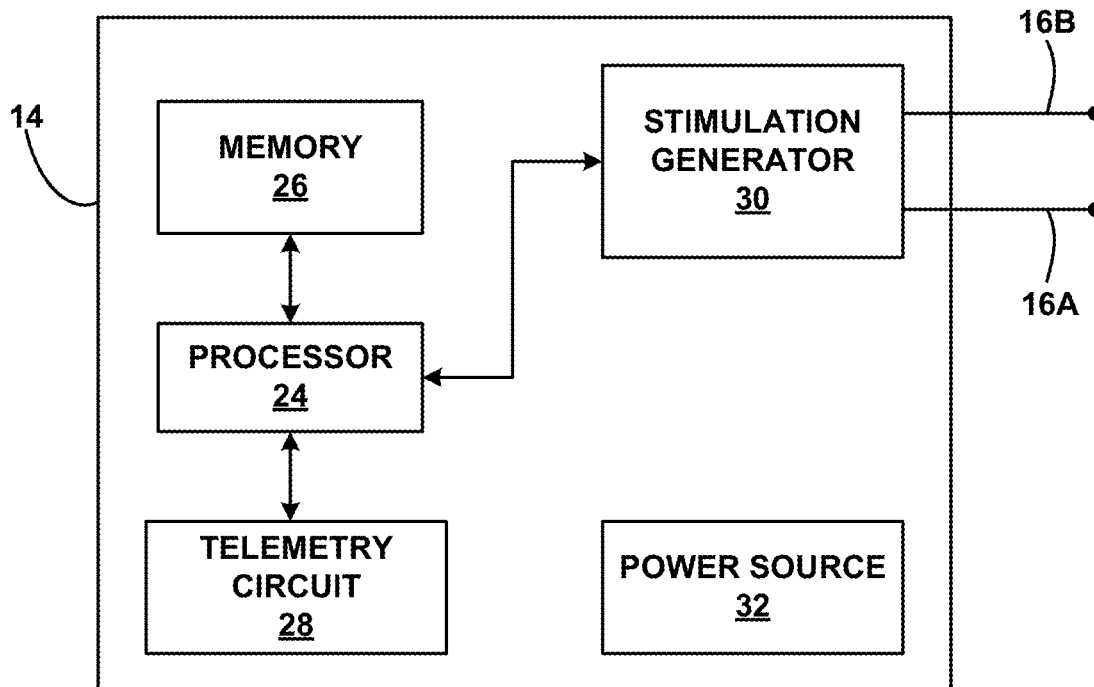 16B
14
MEMORY
26
STIMULATION
GENERATOR
30
16A
PROCESSOR
24
TELEMETRY
CIRCUIT
28
POWER SOURCE
32